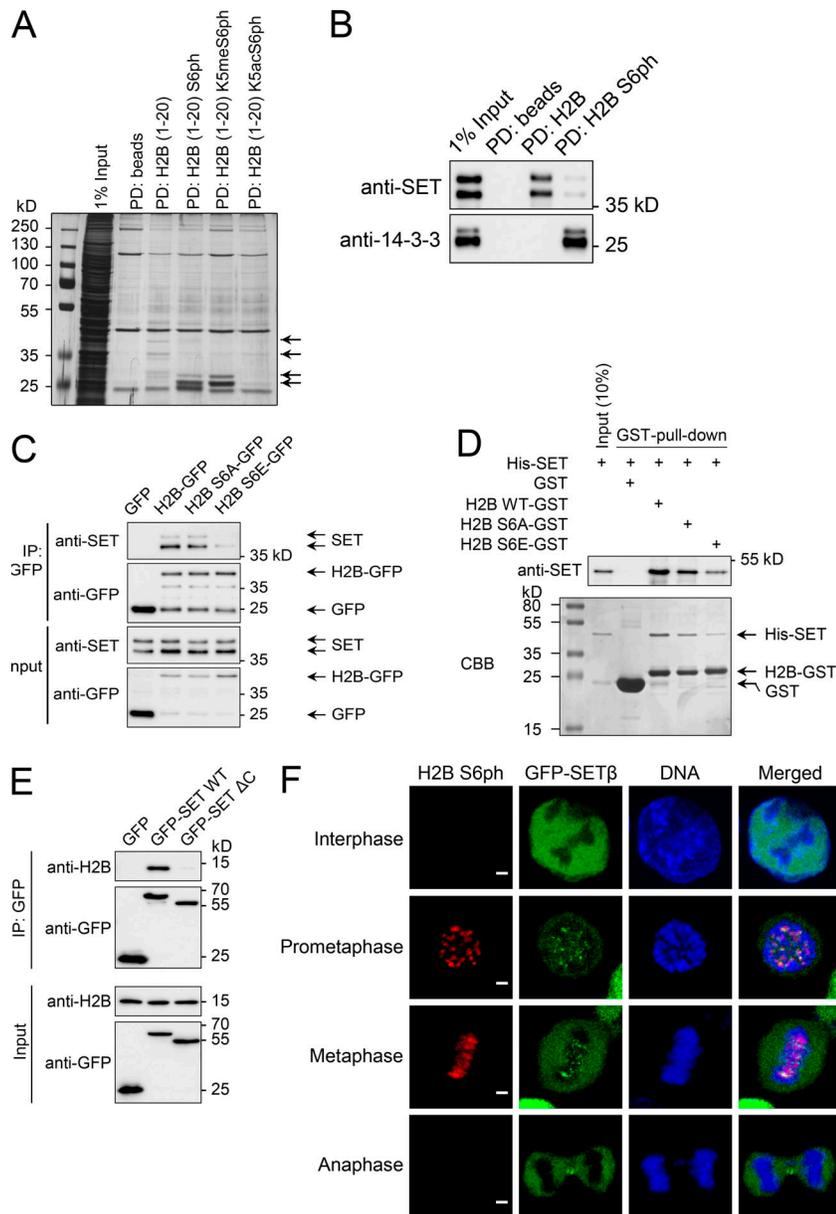 A
1% Input
PD: beads
PD: H2B (1-20)
PD: H2B (1-20) S6ph
PD: H2B (1-20) K5meS6ph
PD: H2B (1-20) K5acS6ph
kD
250
130
100
70
55
35
25
B
1% Input
PD: beads
PD: H2B
PD: H2B S6ph
anti-SET
35 kD
anti-14-3-3
25
C
GFP
H2B-GFP
H2B S6A-GFP
H2B S6E-GFP
IP:
GFP
anti-SET
35 kD
SET
anti-GFP
H2B-GFP
35
25
GFP
nput
anti-SET
SET
35
anti-GFP
H2B-GFP
35
25
GFP
D
Input (10%)
GST-pull-down
His-SET + + + + +
GST +
H2B WT-GST +
H2B S6A-GST +
H2B S6E-GST +
55 kD
anti-SET
kD
80
55
35
25
15
CBB
His-SET
H2B-GST
GST
E
GFP
GFP-SET WT
GFP-SET ΔC
kD
IP: GFP
anti-H2B
15
anti-GFP
70
55
25
Input
anti-H2B
15
anti-GFP
70
55
25
F
H2B S6ph GFP-SETβ DNA Merged
Interphase
Prometaphase
Metaphase
Anaphase